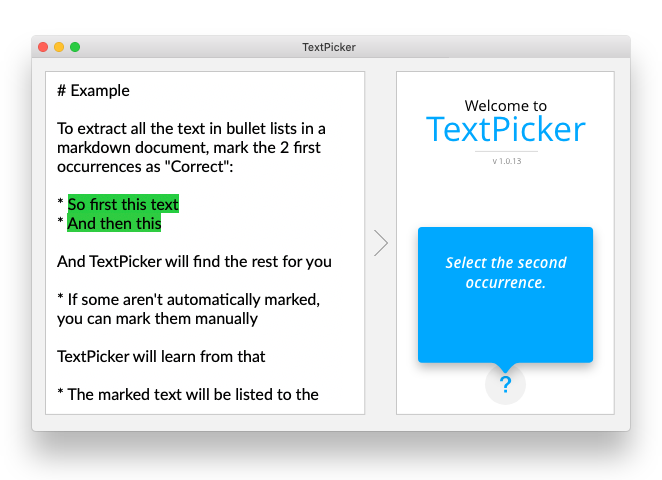 TextPicker
# Example
To extract all the text in bullet lists in a
markdown document, mark the 2 first
occurrences as "Correct":
* So first this text
* And then this
And TextPicker will find the rest for you
* If some aren't automatically marked,
you can mark them manually
TextPicker will learn from that
* The marked text will be listed to the
Welcome to
TextPicker
v 1.0.13
Select the second
occurrence.
?